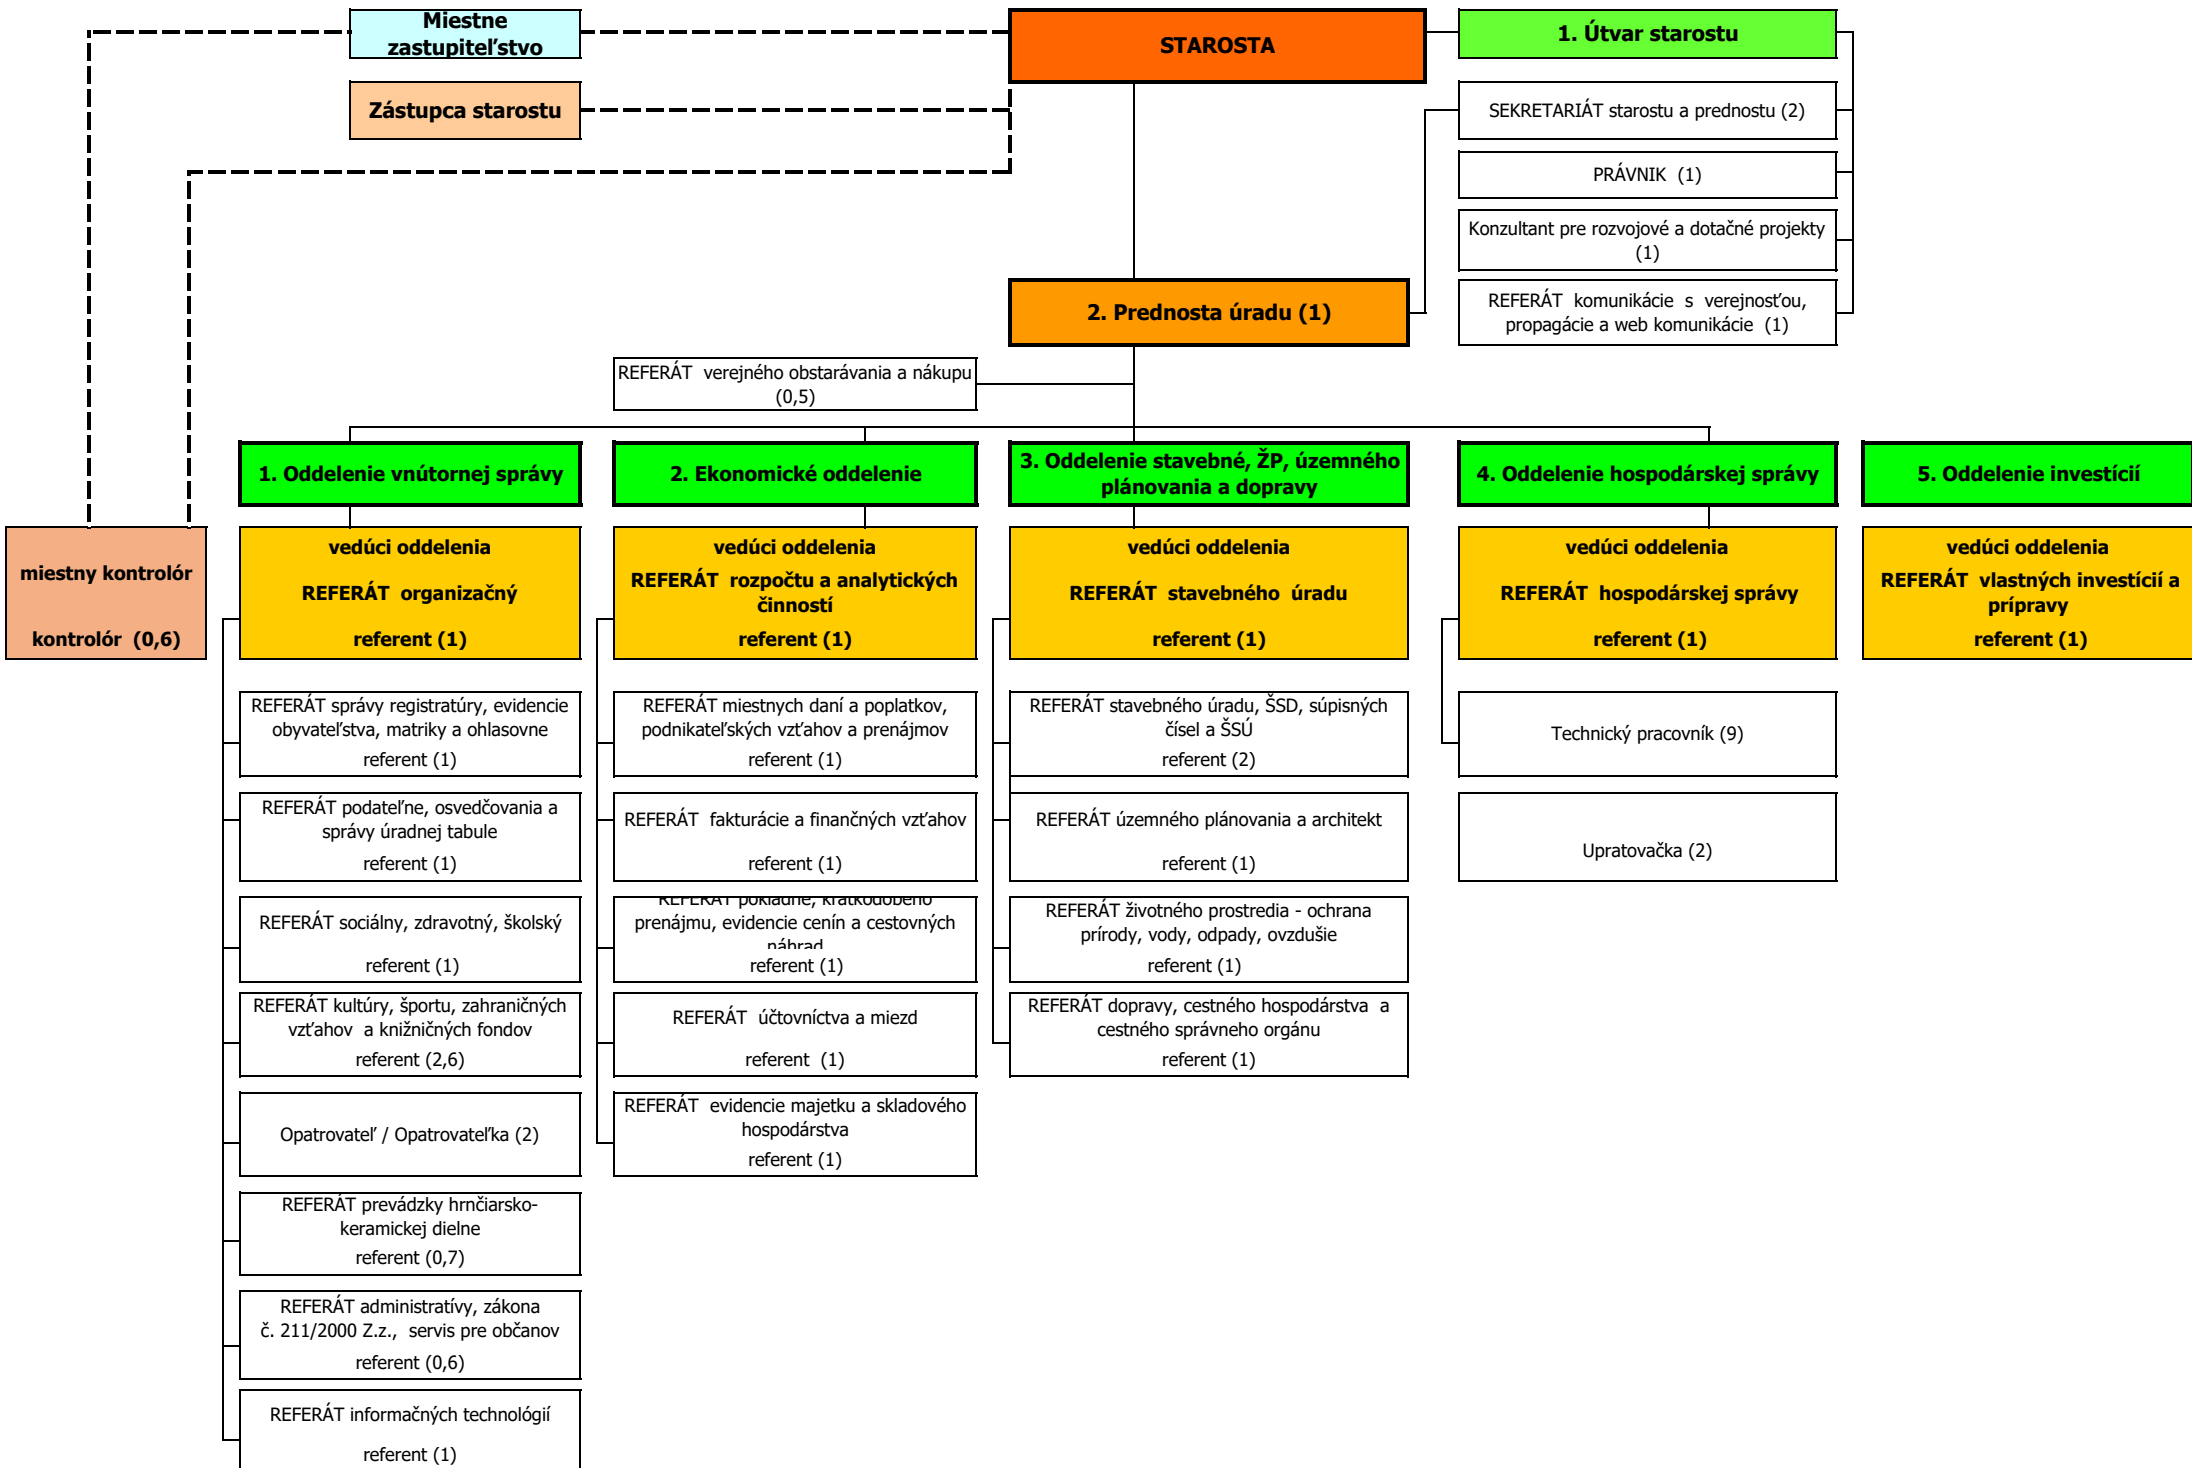 Miestne
zastupiteľstvo
STAROSTA
1. Útvar starostu
Zástupca starostu
SEKRETARIÁT starostu a prednostu (2)
PRÁVNIK (1)
Konzultant pre rozvojové a dotačné projekty
(1)
2. Prednosta úradu (1)
REFERÁT komunikácie s verejnosťou,
propagácie a web komunikácie (1)
REFERÁT verejného obstarávania a nákupu
(0,5)
1. Oddelenie vnútornej správy
2. Ekonomické oddelenie
3. Oddelenie stavebné, ŽP, územného
plánovania a dopravy
4. Oddelenie hospodárskej správy
5. Oddelenie investícií
miestny kontrolór
kontrolór (0,6)
vedúci oddelenia
REFERÁT organizačný
referent (1)
vedúci oddelenia
REFERÁT rozpočtu a analytických
činností
referent (1)
vedúci oddelenia
REFERÁT stavebného úradu
referent (1)
vedúci oddelenia
REFERÁT hospodárskej správy
referent (1)
vedúci oddelenia
REFERÁT vlastných investícií a
prípravy
referent (1)
REFERÁT správy registratúry, evidencie
obyvateľstva, matriky a ohlasovne
referent (1)
REFERÁT miestnych daní a poplatkov,
podnikateľských vzťahov a prenájmov
referent (1)
REFERÁT stavebného úradu, ŠSD, súpisných
čísel a ŠSÚ
referent (2)
Technický pracovník (9)
REFERÁT podateľne, osvedčovania a
správy úradnej tabule
referent (1)
REFERÁT fakturácie a finančných vzťahov
referent (1)
REFERÁT územného plánovania a architekt
referent (1)
Upratovačka (2)
REFERÁT sociálny, zdravotný, školský
referent (1)
REFERÁT pokladne, krátkodobého
prenájmu, evidencie cenín a cestovných
náhrad
referent (1)
REFERÁT životného prostredia - ochrana
prírody, vody, odpady, ovzdušie
referent (1)
REFERÁT kultúry, športu, zahraničných
vzťahov a knižničných fondov
referent (2,6)
REFERÁT účtovníctva a miezd
referent (1)
REFERÁT dopravy, cestného hospodárstva a
cestného správneho orgánu
referent (1)
Opatrovateľ / Opatrovateľka (2)
REFERÁT evidencie majetku a skladového
hospodárstva
referent (1)
REFERÁT prevádzky hrnčiarsko-
keramickej dielne
referent (0,7)
REFERÁT administratívy, zákona
č. 211/2000 Z.z., servis pre občanov
referent (0,6)
REFERÁT informačných technológií
referent (1)